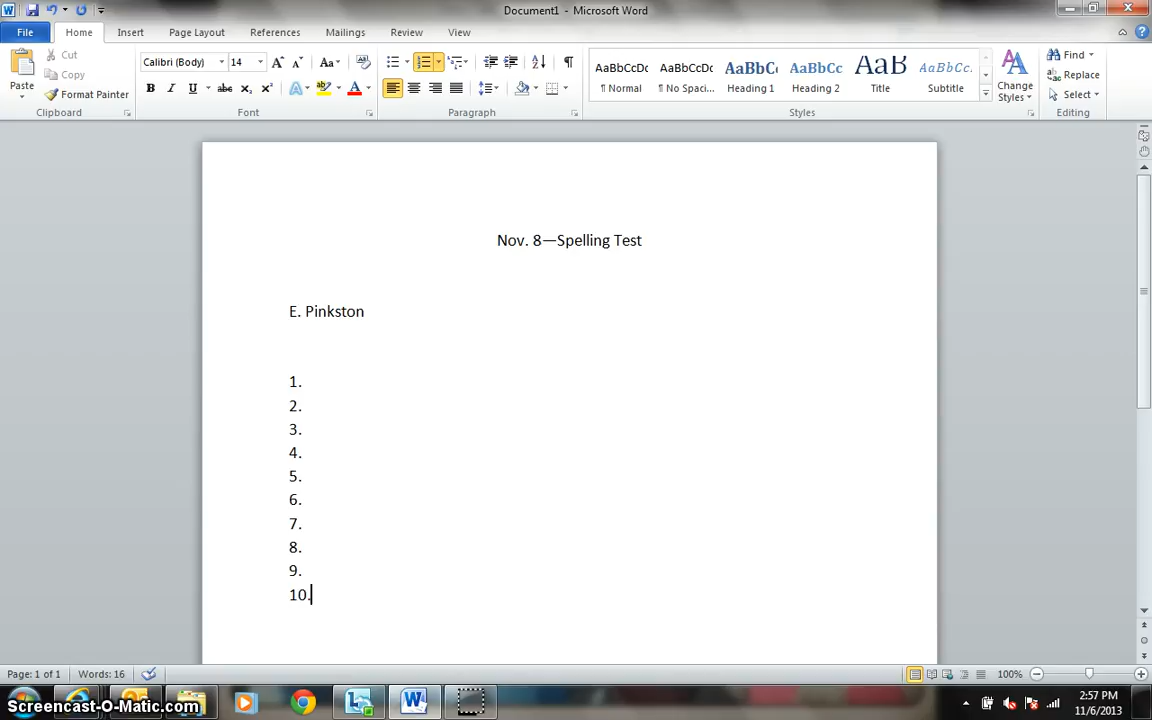 Document1 - Microsoft Word
File Home Insert Page Layout References Mailings Review View
Paste
Cut
Copy
Format Painter
Clipboard
Calibri (Body) 14
Font
Paragraph
AaBbCcDc AaBbCcDc AaBbC AaBbCc AaB AaBbCc.
¶ Normal ¶ No Spaci... Heading 1 Heading 2 Title Subtitle
Change Styles
Styles
Find
Replace
Select
Editing
Nov. 8—Spelling Test
E. Pinkston
1.
2.
3.
4.
5.
6.
7.
8.
9.
10.
Page: 1 of 1 Words: 16 100%
Screencast-O-Matic.com
2:57 PM
11/6/2013